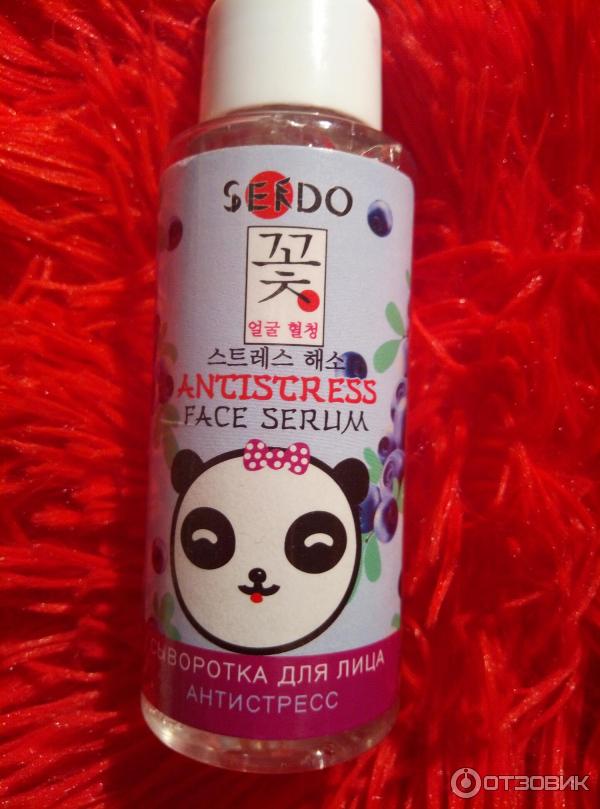 SENDO
꽃
얼굴 혈청
스트레스 해소
ANTISTRESS
FACE SERUM
СЫВОРОТКА ДЛЯ ЛИЦА
АНТИСТРЕСС
ОТЗОВИК